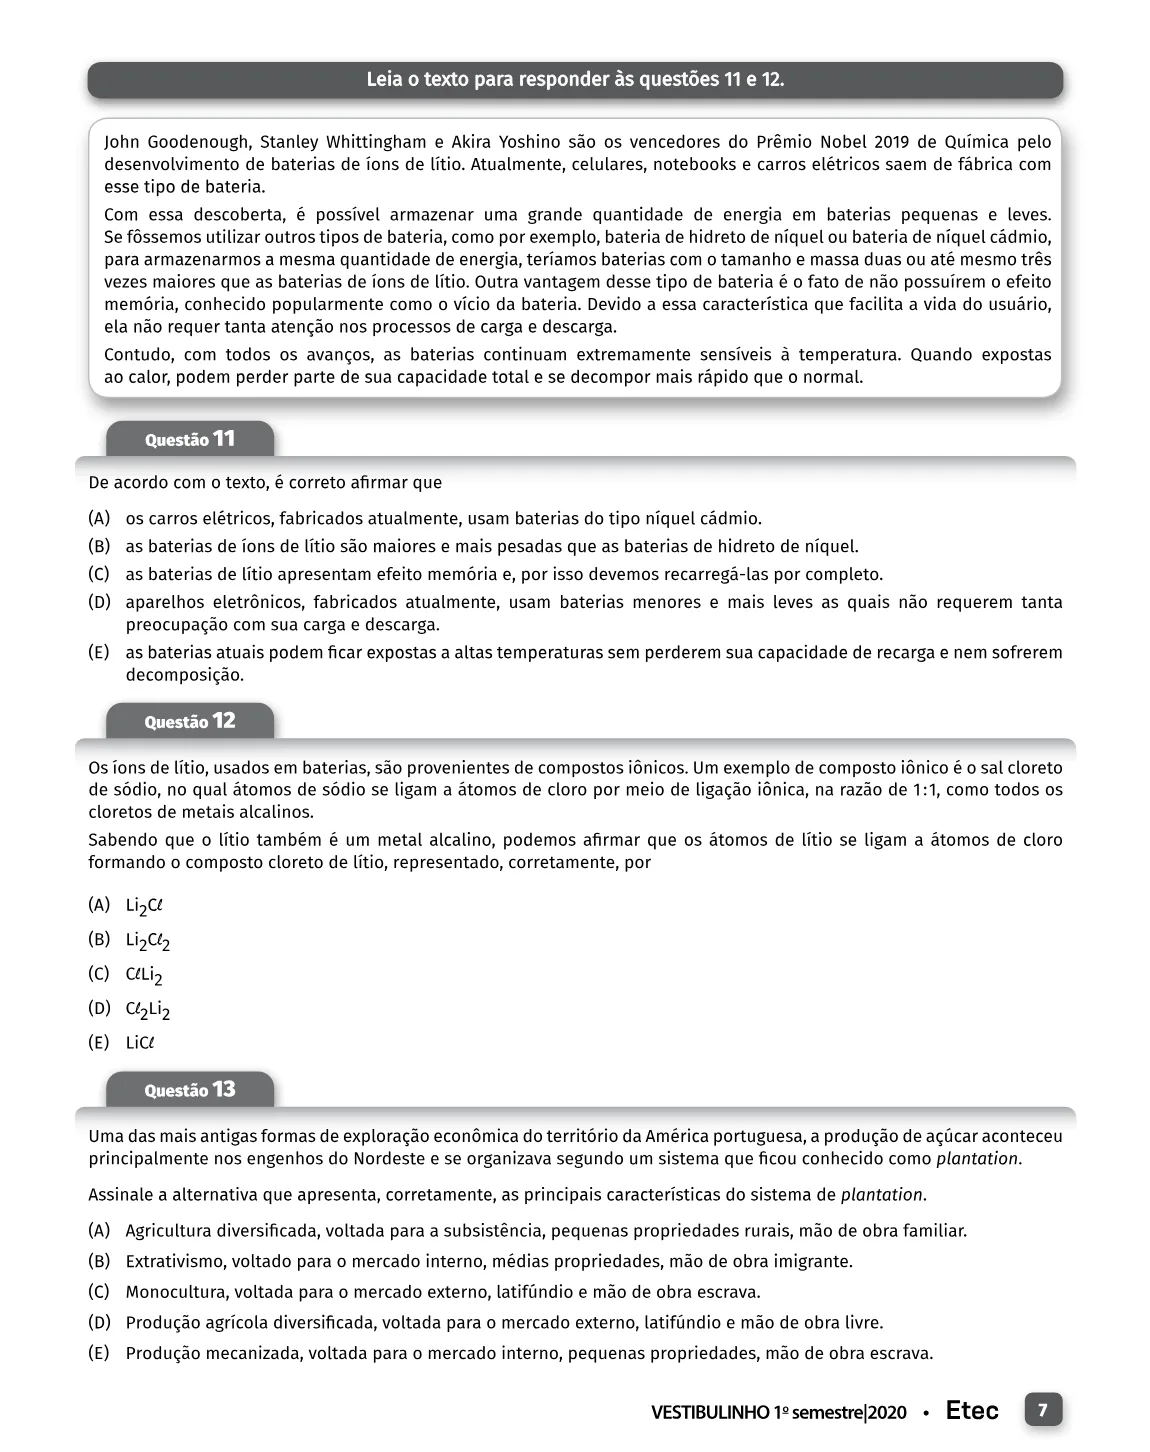 Leia o texto para responder às questões 11 e 12.
John Goodenough, Stanley Whittingham e Akira Yoshino são os vencedores do Prêmio Nobel 2019 de Química pelo
desenvolvimento de baterias de íons de lítio. Atualmente, celulares, notebooks e carros elétricos saem de fábrica com
esse tipo de bateria.
Com essa descoberta, é possível armazenar uma grande quantidade de energia em baterias pequenas e leves.
Se fôssemos utilizar outros tipos de bateria, como por exemplo, bateria de hidreto de níquel ou bateria de níquel cádmio,
para armazenarmos a mesma quantidade de energia, teríamos baterias com o tamanho e massa duas ou até mesmo três
vezes maiores que as baterias de íons de lítio. Outra vantagem desse tipo de bateria é o fato de não possuírem o efeito
memória, conhecido popularmente como o vício da bateria. Devido a essa característica que facilita a vida do usuário,
ela não requer tanta atenção nos processos de carga e descarga.
Contudo, com todos os avanços, as baterias continuam extremamente sensíveis à temperatura. Quando expostas
ao calor, podem perder parte de sua capacidade total e se decompor mais rápido que o normal.
Questão 11
De acordo com o texto, é correto afirmar que
(A) os carros elétricos, fabricados atualmente, usam baterias do tipo níquel cádmio.
(B) as baterias de íons de lítio são maiores e mais pesadas que as baterias de hidreto de níquel.
(C) as baterias de lítio apresentam efeito memória e, por isso devemos recarregá-las por completo.
(D) aparelhos eletrônicos, fabricados atualmente, usam baterias menores e mais leves as quais não requerem tanta
preocupação com sua carga e descarga.
(E) as baterias atuais podem ficar expostas a altas temperaturas sem perderem sua capacidade de recarga e nem sofrerem
decomposição.
Questão 12
Os íons de lítio, usados em baterias, são provenientes de compostos iônicos. Um exemplo de composto iônico é o sal cloreto
de sódio, no qual átomos de sódio se ligam a átomos de cloro por meio de ligação iônica, na razão de 1:1, como todos os
cloretos de metais alcalinos.
Sabendo que o lítio também é um metal alcalino, podemos afirmar que os átomos de lítio se ligam a átomos de cloro
formando o composto cloreto de lítio, representado, corretamente, por
(A) Li₂Cℓ
(B) Li₂Cℓ₂
(C) CℓLi₂
(D) Cℓ₂Li₂
(E) LiCℓ
Questão 13
Uma das mais antigas formas de exploração econômica do território da América portuguesa, a produção de açúcar aconteceu
principalmente nos engenhos do Nordeste e se organizava segundo um sistema que ficou conhecido como plantation.
Assinale a alternativa que apresenta, corretamente, as principais características do sistema de plantation.
(A) Agricultura diversificada, voltada para a subsistência, pequenas propriedades rurais, mão de obra familiar.
(B) Extrativismo, voltado para o mercado interno, médias propriedades, mão de obra imigrante.
(C) Monocultura, voltada para o mercado externo, latifúndio e mão de obra escrava.
(D) Produção agrícola diversificada, voltada para o mercado externo, latifúndio e mão de obra livre.
(E) Produção mecanizada, voltada para o mercado interno, pequenas propriedades, mão de obra escrava.
VESTIBULINHO 1º semestre|2020 • Etec 7